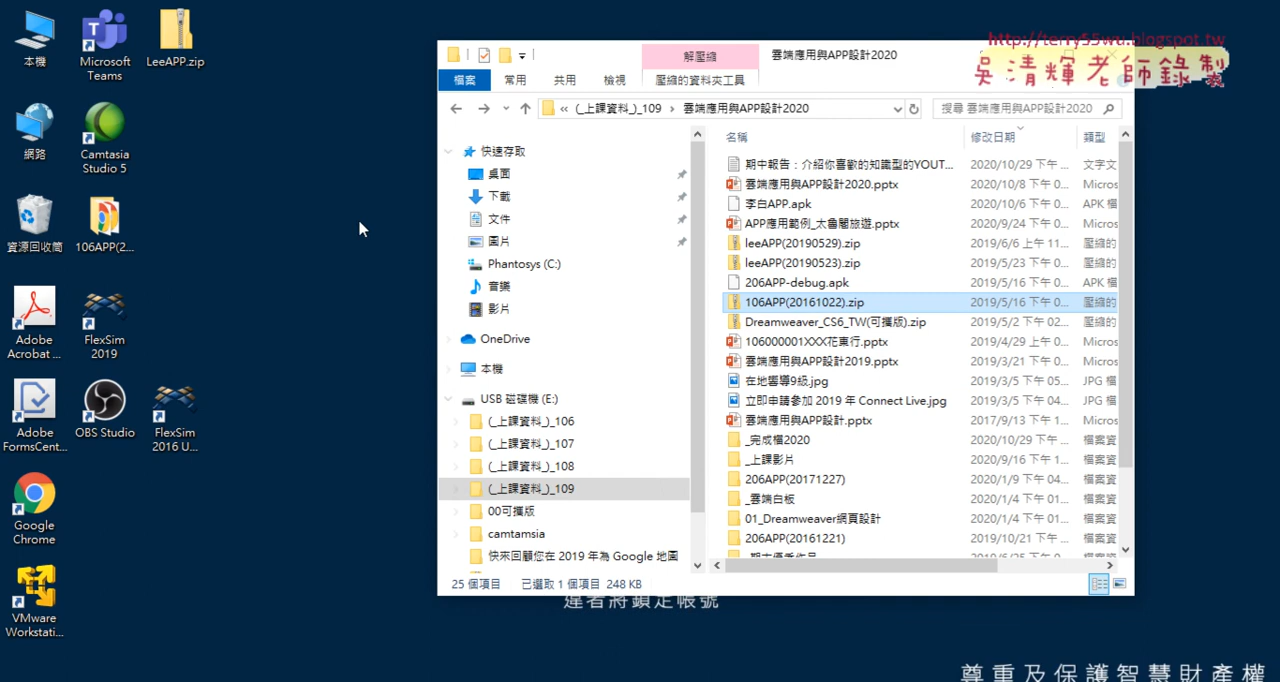 本機
Microsoft
Teams
LeeAPP.zip
網路
Camtasia
Studio 5
資源回收筒
106APP(2...
Adobe
Acrobat ...
FlexSim
2019
Adobe
FormsCent...
OBS Studio
FlexSim
2016 U...
Google
Chrome
VMware
Workstati...
http://terry55wu.blogspot.tw
吳清輝老師錄製
解壓縮
雲端應用與APP設計2020
檔案
常用
共用
檢視
壓縮的資料夾工具
« (_上課資料_)_109 › 雲端應用與APP設計2020
搜尋 雲端應用與APP設計2020
快速存取
桌面
下載
文件
圖片
Phantosys (C:)
音樂
影片
OneDrive
本機
USB 磁碟機 (E:)
(_上課資料_)_106
(_上課資料_)_107
(_上課資料_)_108
(_上課資料_)_109
00可攜版
camtamsia
快來回顧您在 2019 年為 Google 地圖
名稱 修改日期 類型
期中報告：介紹你喜歡的知識型的YOUT... 2020/10/29 下午 ... 文字文
雲端應用與APP設計2020.pptx 2020/10/8 下午 0... Micros
李白APP.apk 2020/10/6 下午 0... APK 檔
APP應用範例_太魯閣旅遊.pptx 2020/9/24 下午 0... Micros
leeAPP(20190529).zip 2019/6/6 上午 11... 壓縮的
leeAPP(20190523).zip 2019/5/23 下午 0... 壓縮的
206APP-debug.apk 2019/5/16 下午 0... APK 檔
106APP(20161022).zip 2019/5/16 下午 0... 壓縮的
Dreamweaver_CS6_TW(可攜版).zip 2019/5/2 下午 02... 壓縮的
106000001XXX花東行.pptx 2019/4/29 上午 0... Micros
雲端應用與APP設計2019.pptx 2019/3/21 下午 0... Micros
在地嚮導9級.jpg 2019/3/5 下午 05... JPG 檔
立即申請參加 2019 年 Connect Live.jpg 2019/3/5 下午 04... JPG 檔
雲端應用與APP設計.pptx 2017/9/13 下午 1... Micros
_完成檔2020 2020/10/29 下午 ... 檔案資
_上課影片 2020/9/16 下午 1... 檔案資
206APP(20171227) 2020/1/9 下午 04... 檔案資
_雲端白板 2020/1/4 下午 01... 檔案資
01_Dreamweaver網頁設計 2020/1/4 下午 01... 檔案資
206APP(20161221) 2019/10/21 下午 ... 檔案資
25 個項目 已選取 1 個項目 248 KB
違者將鎖定帳號
尊重及保護智慧財產權